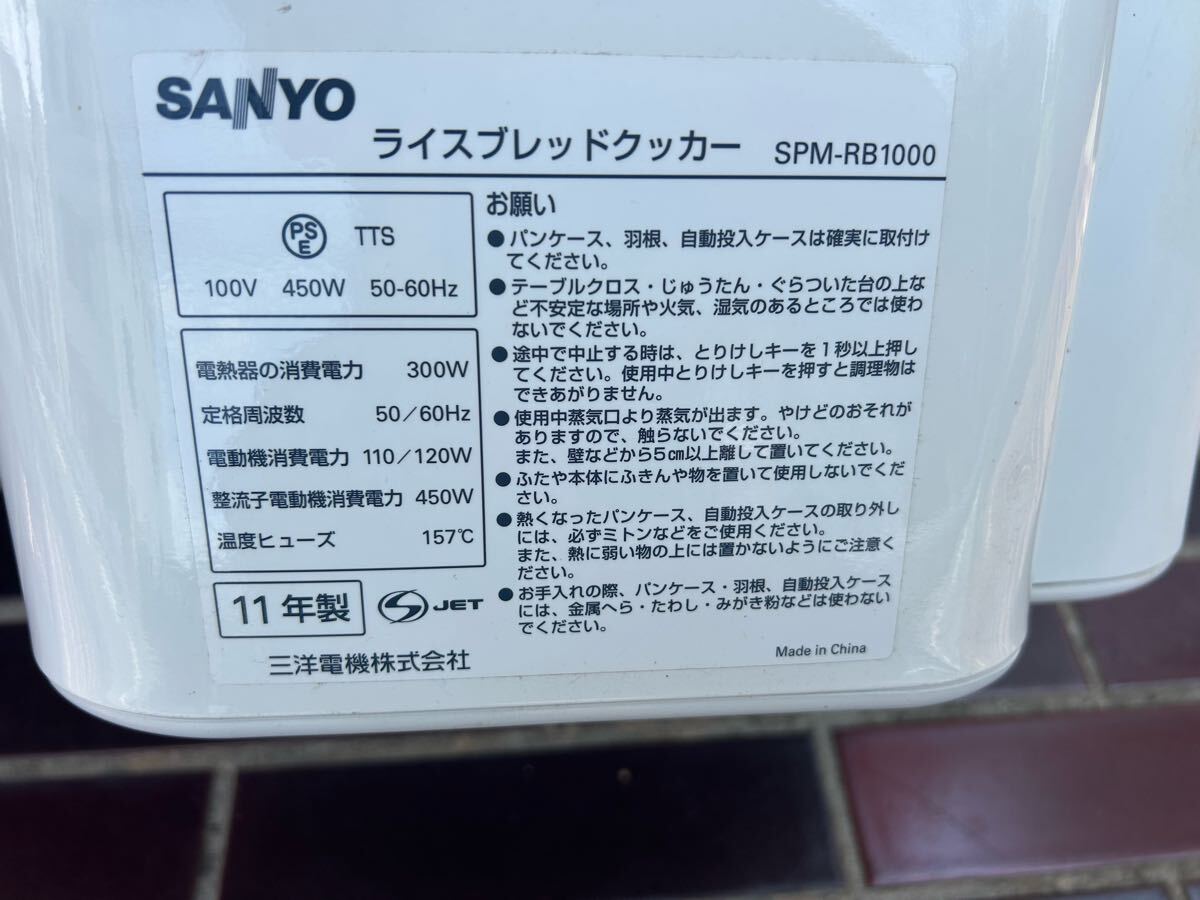 SANYO
ライスブレッドクッカー SPM-RB1000
PSE TTS
100V 450W 50-60Hz
電熱器の消費電力 300W
定格周波数 50/60Hz
電動機消費電力 110/120W
整流子電動機消費電力 450W
温度ヒューズ 157℃
11年製
JET
三洋電機株式会社
お願い
●パンケース、羽根、自動投入ケースは確実に取付け
てください。
●テーブルクロス・じゅうたん・ぐらついた台の上な
ど不安定な場所や火気、湿気のあるところでは使わ
ないでください。
●途中で中止する時は、とりけしキーを1秒以上押し
てください。使用中とりけしキーを押すと調理物は
できあがりません。
●使用中蒸気口より蒸気が出ます。やけどのおそれが
ありますので、触らないでください。
また、壁などから5cm以上離して置いてください。
●ふたや本体にふきんや物を置いて使用しないでくだ
さい。
●熱くなったパンケース、自動投入ケースの取り外し
には、必ずミトンなどをご使用ください。
また、熱に弱い物の上には置かないようにご注意く
ださい。
●お手入れの際、パンケース・羽根、自動投入ケース
には、金属へら・たわし・みがき粉などは使わない
でください。
Made in China